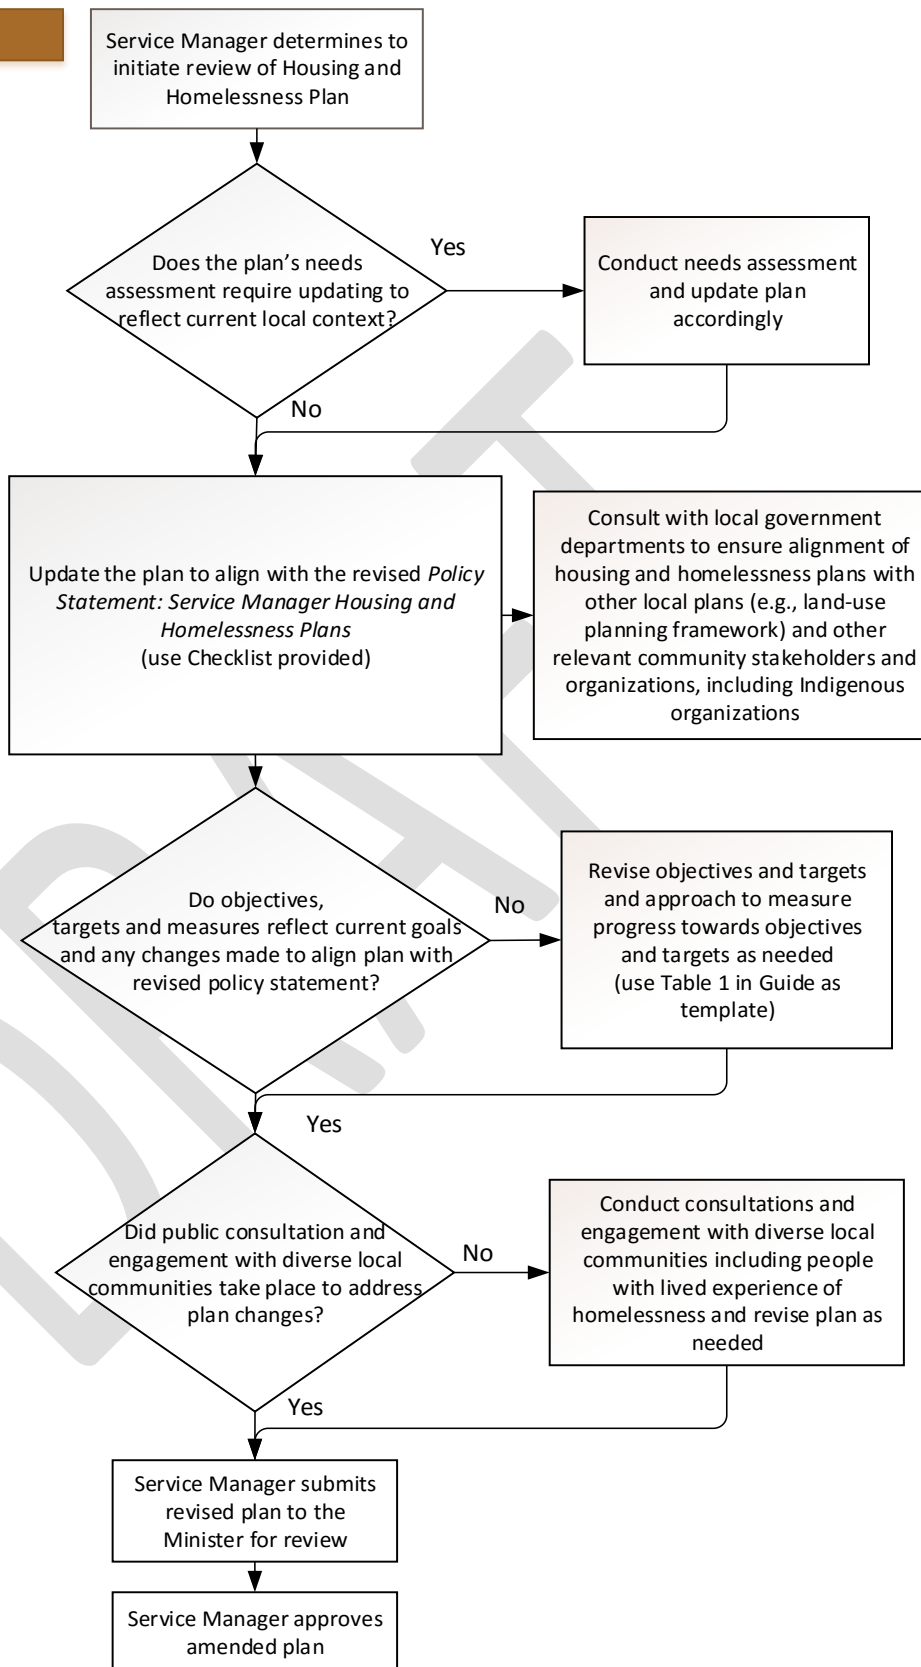 Service Manager determines to
initiate review of Housing and
Homelessness Plan
Does the plan's needs
assessment require updating to
reflect current local context?
Yes
Conduct needs assessment
and update plan
accordingly
No
Update the plan to align with the revised Policy
Statement: Service Manager Housing and
Homelessness Plans
(use Checklist provided)
Consult with local government
departments to ensure alignment of
housing and homelessness plans with
other local plans (e.g., land-use
planning framework) and other
relevant community stakeholders and
organizations, including Indigenous
organizations
Do objectives,
targets and measures reflect current goals
and any changes made to align plan with
revised policy statement?
No
Revise objectives and targets
and approach to measure
progress towards objectives
and targets as needed
(use Table 1 in Guide as
template)
Yes
Did public consultation and
engagement with diverse local
communities take place to address
plan changes?
No
Conduct consultations and
engagement with diverse local
communities including people
with lived experience of
homelessness and revise plan as
needed
Yes
Service Manager submits
revised plan to the
Minister for review
Service Manager approves
amended plan
DRAFT